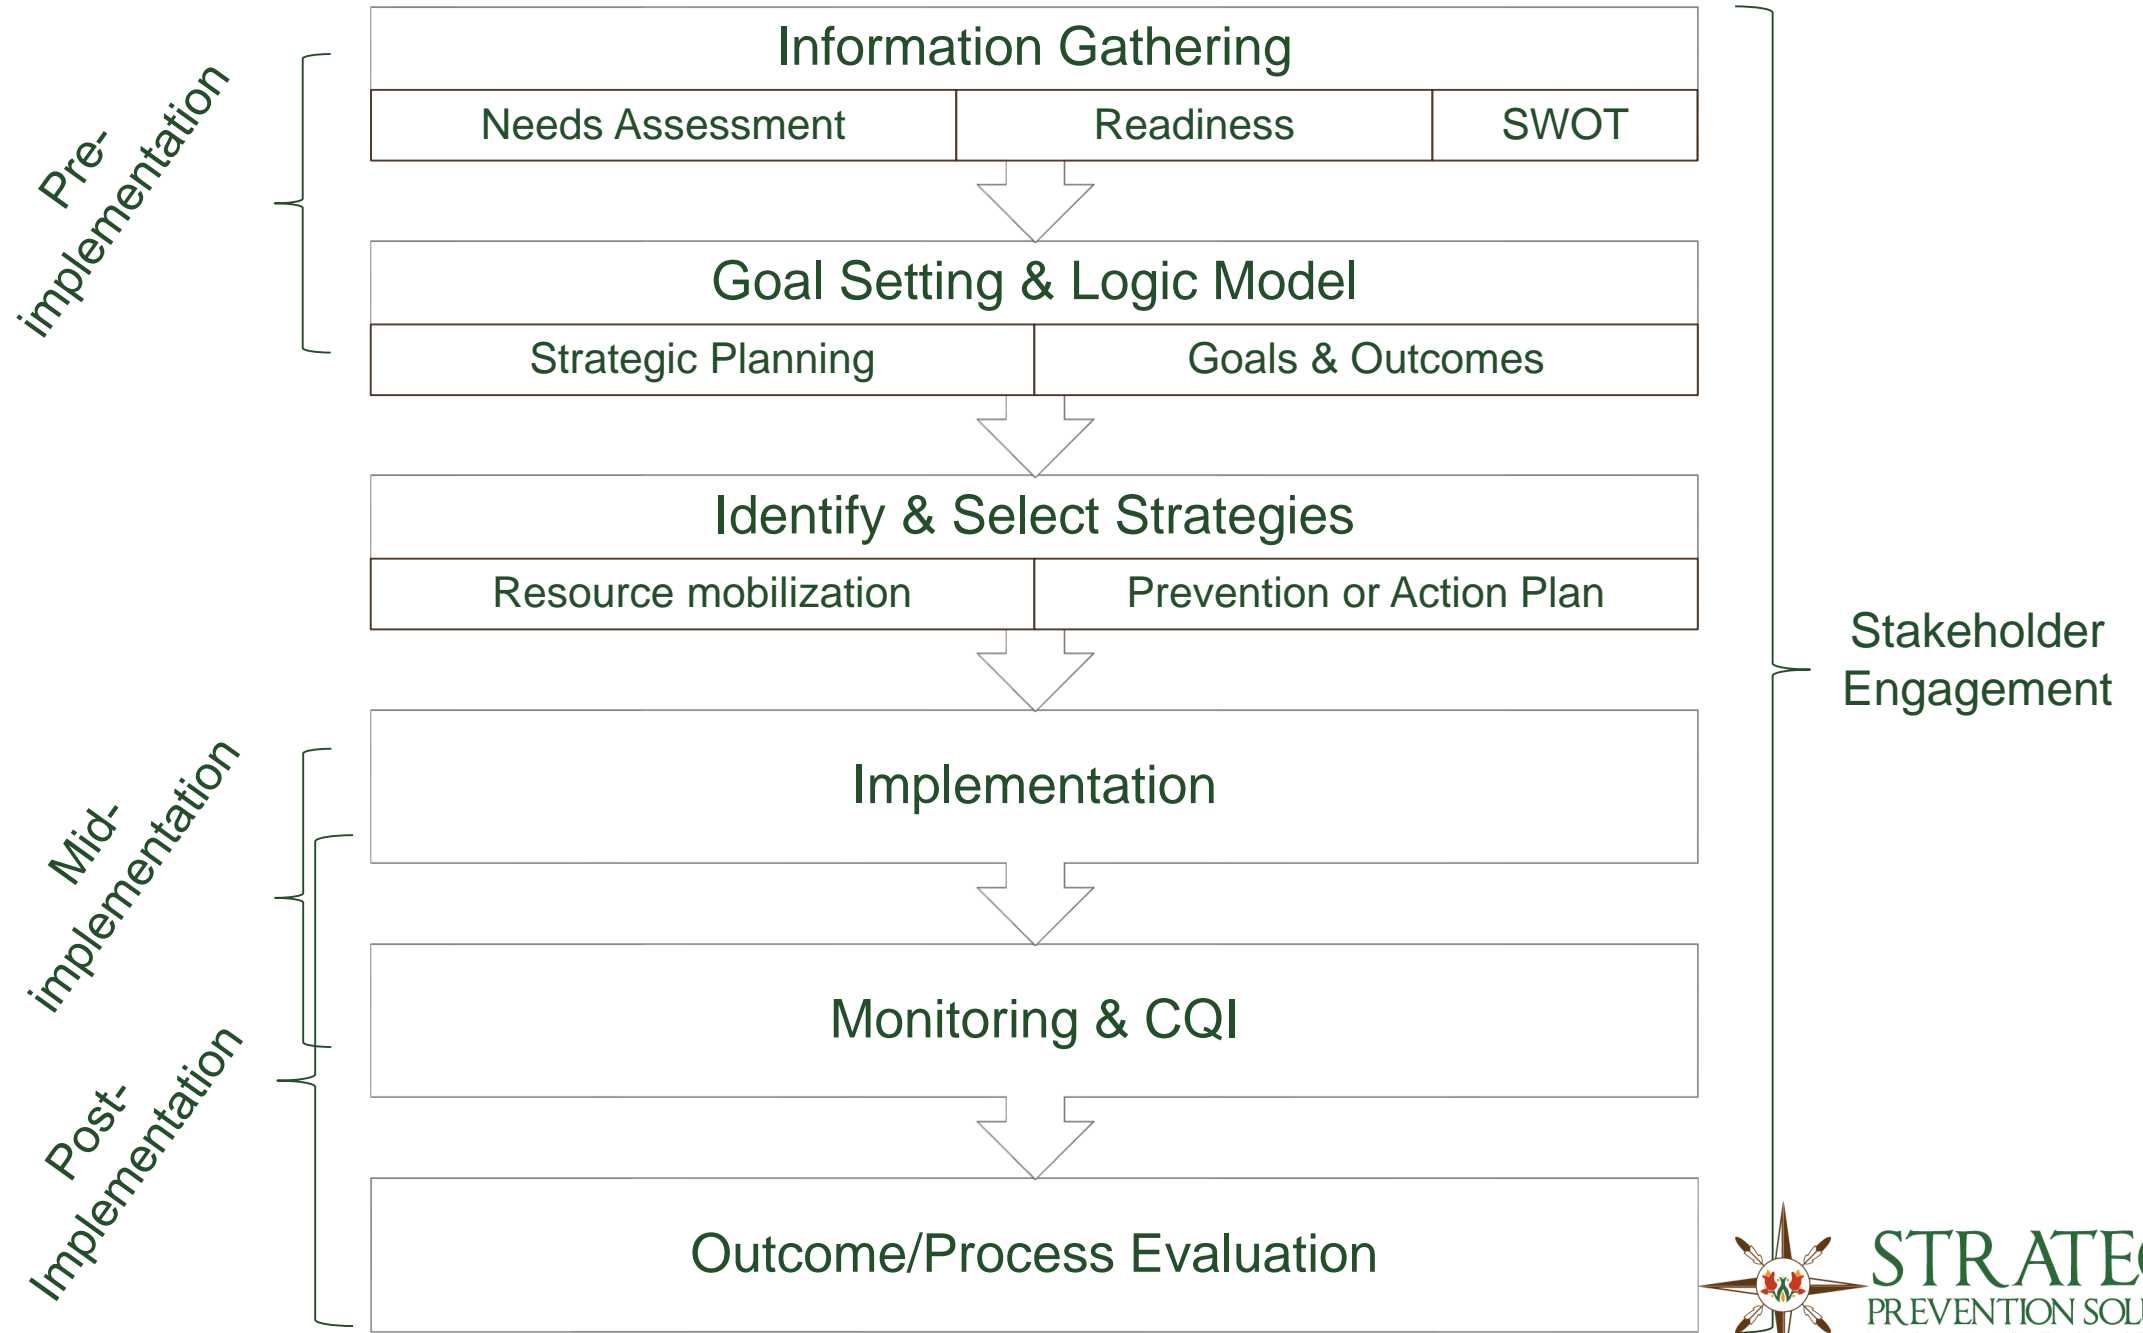 Information Gathering
Needs Assessment
Readiness
SWOT
Pre-
implementation
Goal Setting & Logic Model
Strategic Planning
Goals & Outcomes
Identify & Select Strategies
Resource mobilization
Prevention or Action Plan
Stakeholder
Engagement
Implementation
Mid-
implementation
Monitoring & CQI
Post-
Implementation
Outcome/Process Evaluation
PREVENTION